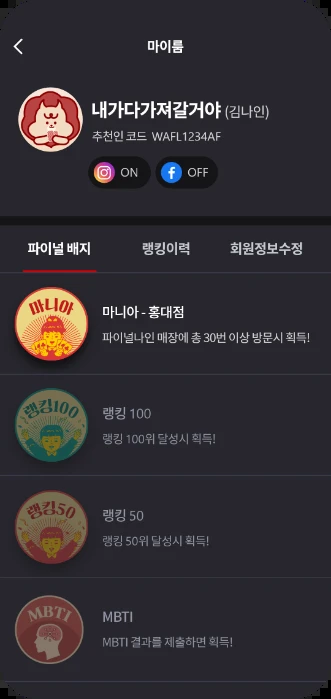 마이룸
내가다가져갈거야 (김나인)
추천인 코드 WAFL1234AF
ON
OFF
파이널 배지
랭킹이력
회원정보수정
마니아
마니아 - 홍대점
파이널나인 매장에 총 30번 이상 방문시 획득!
랭킹100
랭킹 100
랭킹 100위 달성시 획득!
랭킹50
랭킹 50
랭킹 50위 달성시 획득!
MBTI
MBTI
MBTI 결과를 제출하면 획득!